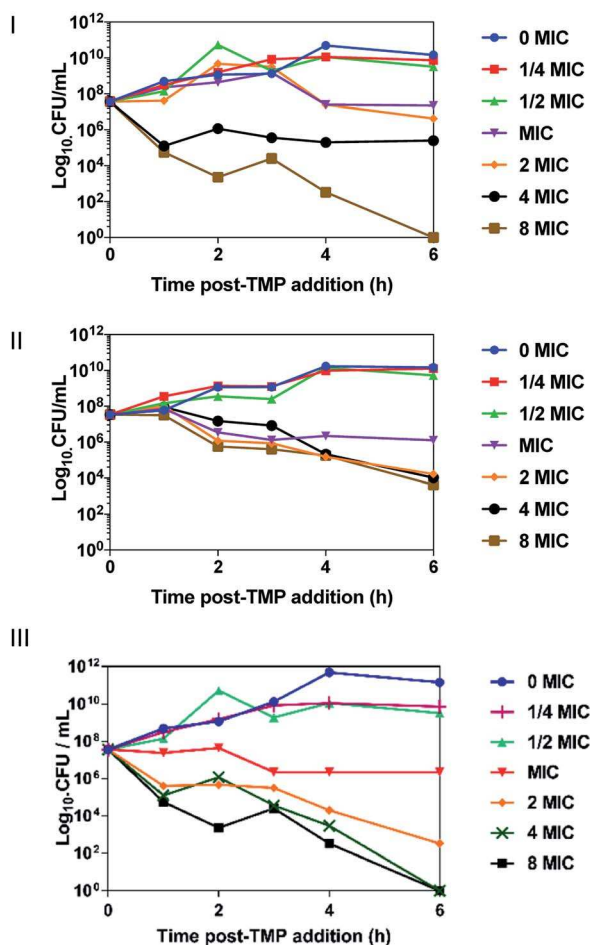 I
10¹²
10¹⁰
10⁸
10⁶
10⁴
10²
10⁰
Log₁₀.CFU/mL
0 2 4 6
Time post-TMP addition (h)
0 MIC
1/4 MIC
1/2 MIC
MIC
2 MIC
4 MIC
8 MIC
II
10¹²
10¹⁰
10⁸
10⁶
10⁴
10²
10⁰
Log₁₀.CFU/mL
0 2 4 6
Time post-TMP addition (h)
0 MIC
1/4 MIC
1/2 MIC
MIC
2 MIC
4 MIC
8 MIC
III
10¹²
10¹⁰
10⁸
10⁶
10⁴
10²
10⁰
Log₁₀.CFU / mL
0 2 4 6
Time post-TMP addition (h)
0 MIC
1/4 MIC
1/2 MIC
MIC
2 MIC
4 MIC
8 MIC